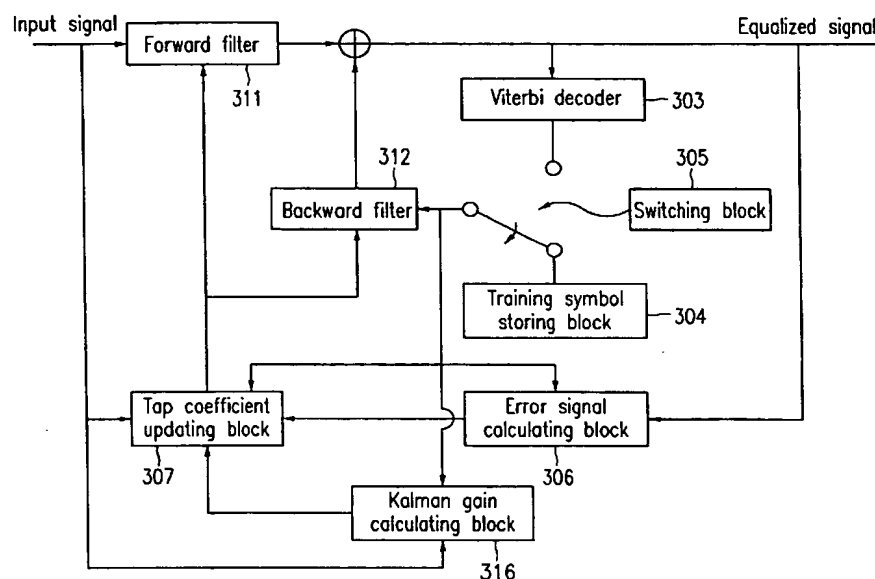 Input signal
Equalized signal
Forward filter
311
Viterbi decoder
303
312
305
Backward filter
Switching block
Training symbol
storing block
304
Tap coefficient
updating block
307
Error signal
calculating block
306
Kalman gain
calculating block
316